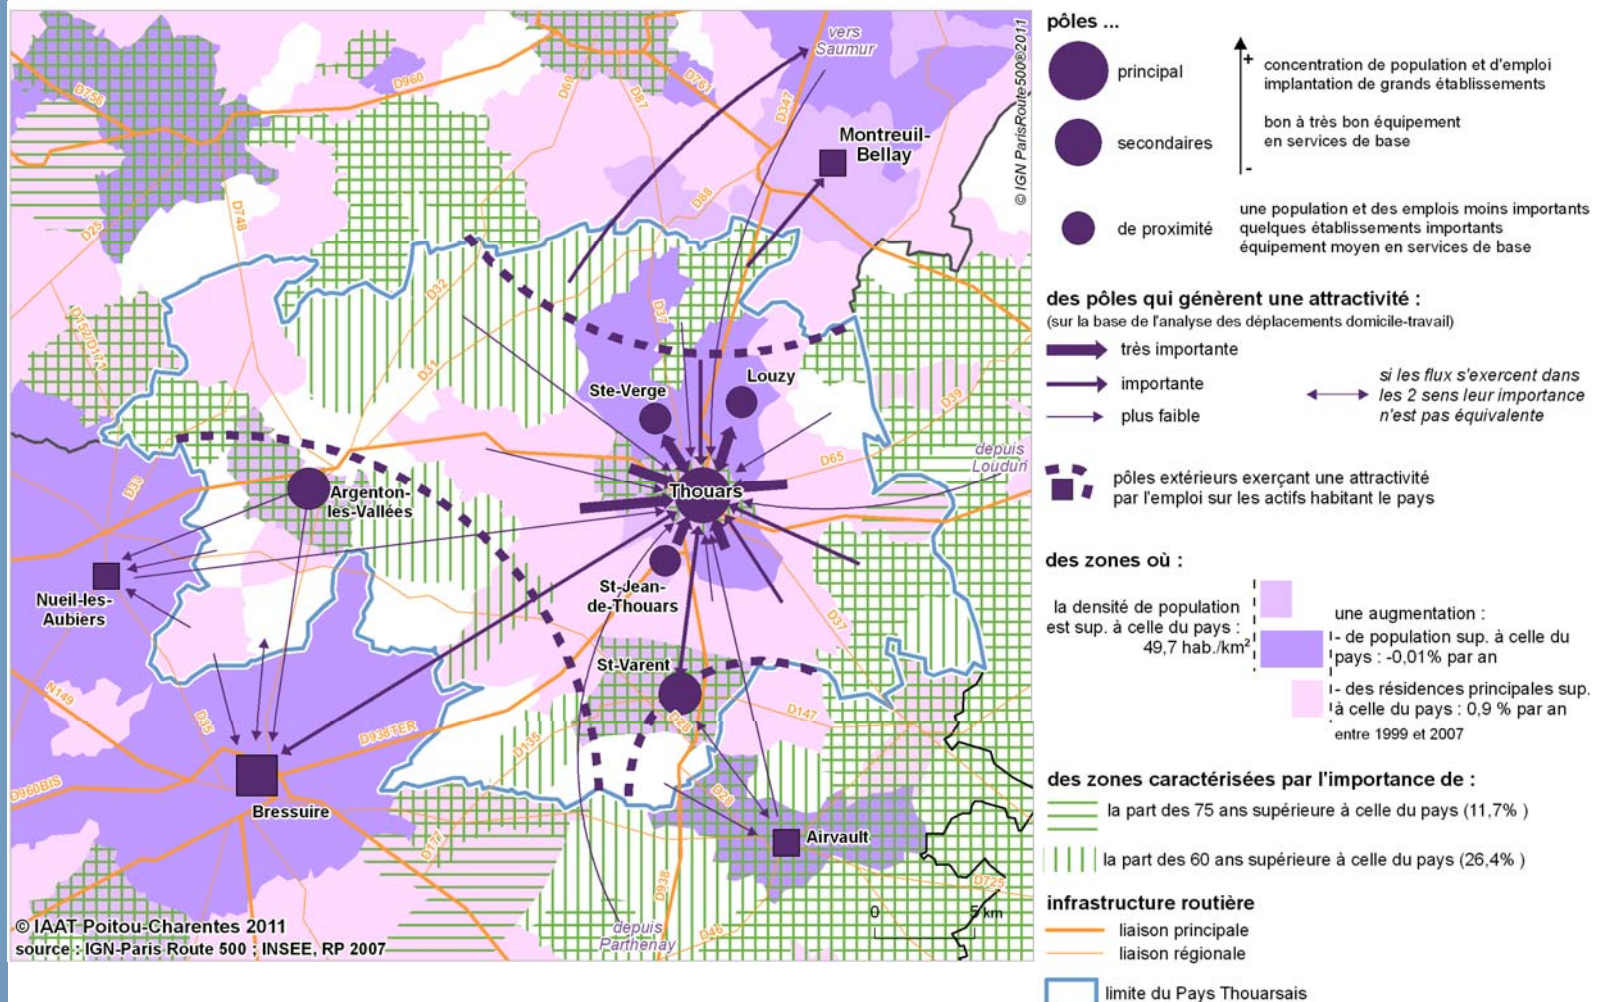 vers
Saumur
© IGN ParisRoute500®2011
D756
D960
D69
D87
D761
D347
Montreuil-
Bellay
D88
D25
D748
D32
D37
D152/D171
D31
Ste-Verge
Louzy
D39
depuis
Loudun
D65
Thouars
D33
Argenton-
les-Vallées
Nueil-les-
Aubiers
St-Jean-
de-Thouars
D37
St-Varent
N149
D35
D938TER
D135
D28
D147
D960BIS
D28
Bressuire
Airvault
D177
D938
D725
D46
depuis
Parthenay
0 5 km
© IAAT Poitou-Charentes 2011
source : IGN-Paris Route 500 ; INSEE, RP 2007
pôles ...
principal
secondaires
de proximité
+
concentration de population et d'emploi
implantation de grands établissements
bon à très bon équipement
en services de base
-
une population et des emplois moins importants
quelques établissements importants
équipement moyen en services de base
des pôles qui génèrent une attractivité :
(sur la base de l'analyse des déplacements domicile-travail)
très importante
importante
plus faible
si les flux s'exercent dans
les 2 sens leur importance
n'est pas équivalente
pôles extérieurs exerçant une attractivité
par l'emploi sur les actifs habitant le pays
des zones où :
la densité de population
est sup. à celle du pays :
49,7 hab./km²
une augmentation :
- de population sup. à celle du
pays : -0,01% par an
- des résidences principales sup.
à celle du pays : 0,9 % par an
entre 1999 et 2007
des zones caractérisées par l'importance de :
la part des 75 ans supérieure à celle du pays (11,7% )
la part des 60 ans supérieure à celle du pays (26,4% )
infrastructure routière
liaison principale
liaison régionale
limite du Pays Thouarsais